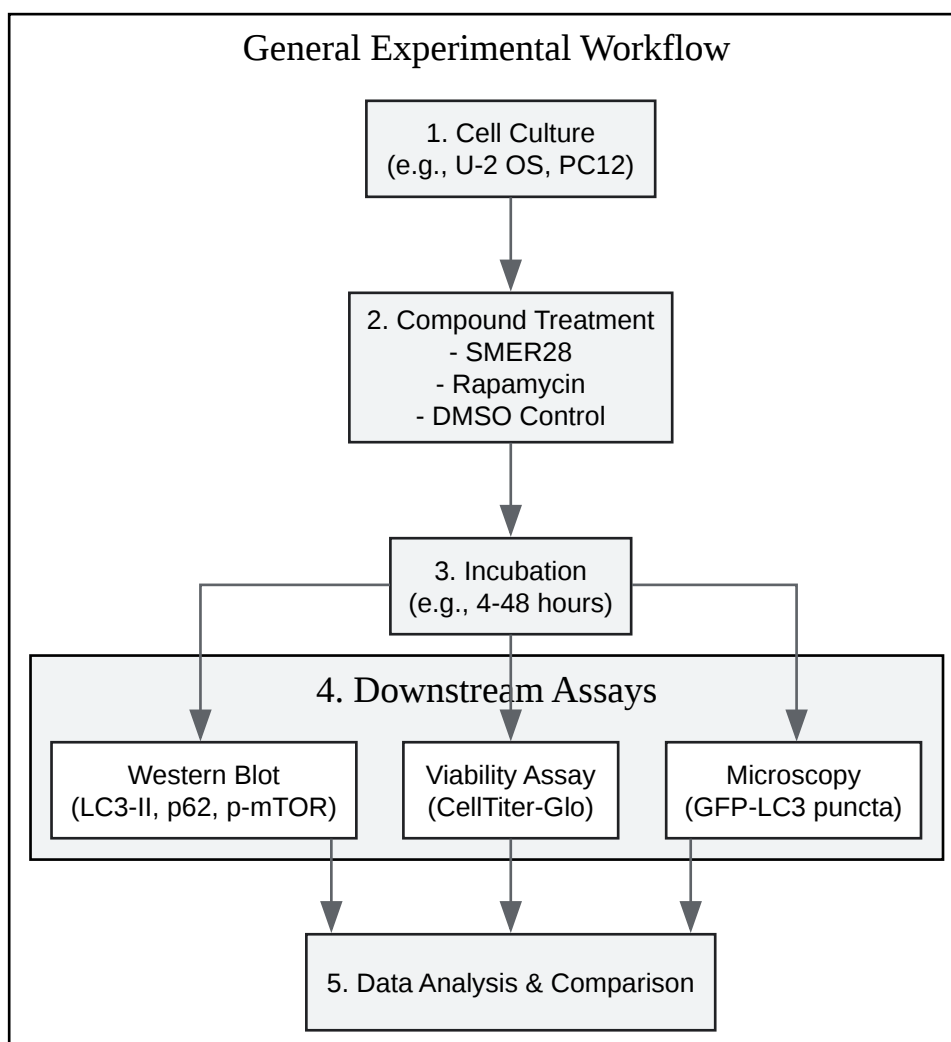 General Experimental Workflow
1. Cell Culture
(e.g., U-2 OS, PC12)
2. Compound Treatment
- SMER28
- Rapamycin
- DMSO Control
3. Incubation
(e.g., 4-48 hours)
4. Downstream Assays
Western Blot
(LC3-II, p62, p-mTOR)
Viability Assay
(CellTiter-Glo)
Microscopy
(GFP-LC3 puncta)
5. Data Analysis & Comparison